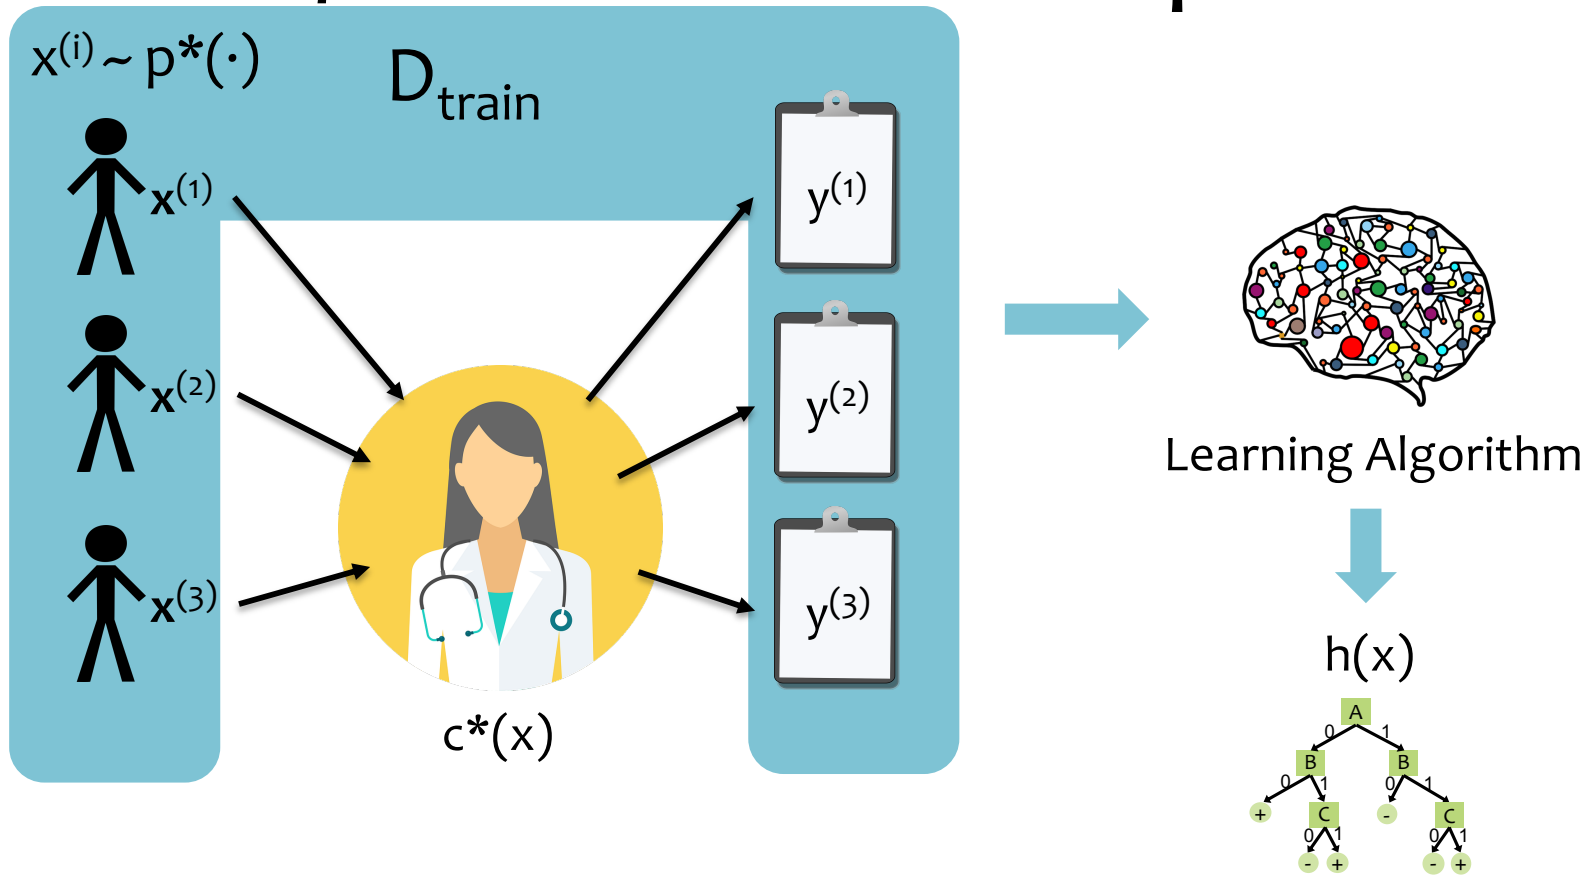 x⁽ⁱ⁾ ~ p*(·)
D_train
x⁽¹⁾
y⁽¹⁾
x⁽²⁾
y⁽²⁾
x⁽³⁾
y⁽³⁾
c*(x)
Learning Algorithm
h(x)
A
0 1
B B
0 1 0 1
+ C - C
0 1 0 1
- + - +